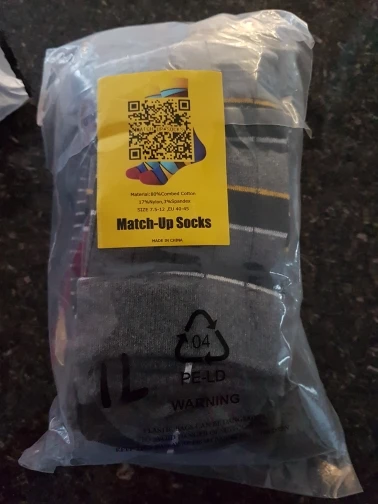 Material:80%Combed Cotton
17%Nylon,3%Spandex
SIZE 7.5-12 ,EU 40-45
Match-Up Socks
MADE IN CHINA
04
PE-LD
WARNING
1L